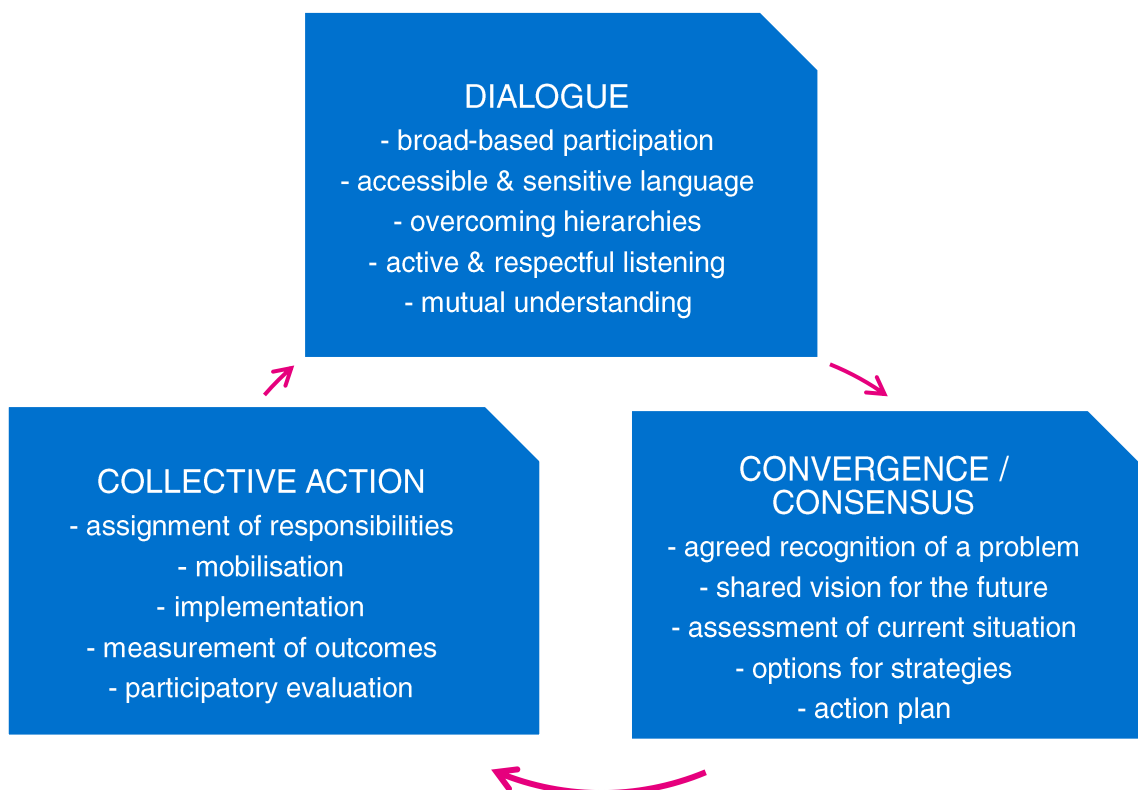 DIALOGUE
- broad-based participation
- accessible & sensitive language
- overcoming hierarchies
- active & respectful listening
- mutual understanding
COLLECTIVE ACTION
- assignment of responsibilities
- mobilisation
- implementation
- measurement of outcomes
- participatory evaluation
CONVERGENCE /
CONSENSUS
- agreed recognition of a problem
- shared vision for the future
- assessment of current situation
- options for strategies
- action plan